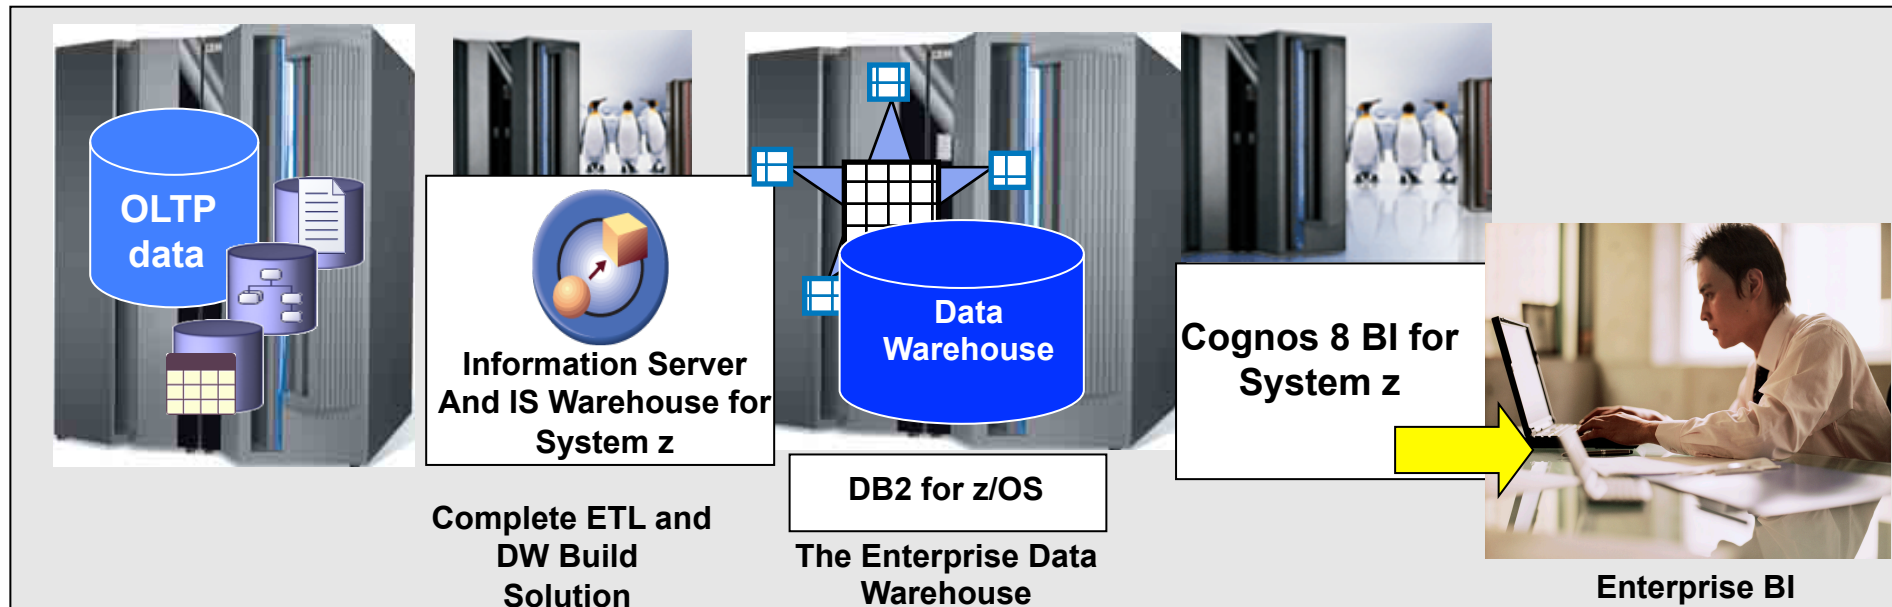 OLTP
data
Information Server
And IS Warehouse for
System z
Complete ETL and
DW Build
Solution
Data
Warehouse
DB2 for z/OS
The Enterprise Data
Warehouse
Cognos 8 BI for
System z
Enterprise BI